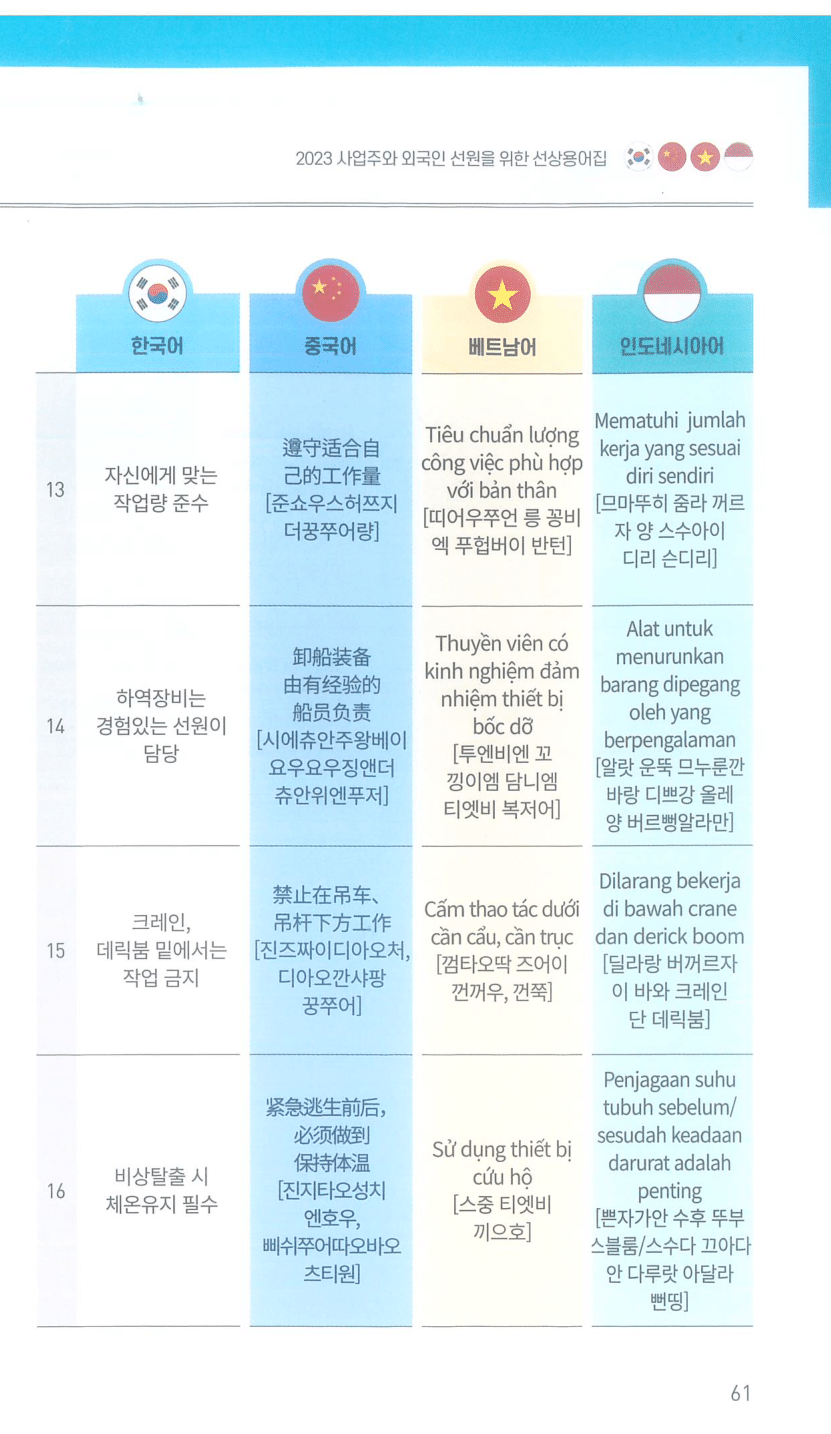 2023 사업주와 외국인 선원을 위한 선상용어집
한국어
중국어
베트남어
인도네시아어
13
자신에게 맞는
작업량 준수
遵守适合自
己的工作量
[준쇼우스허쯔지
더꿍쭈어량]
Tiêu chuẩn lượng
công việc phù hợp
với bản thân
[띠어우쭈언 릉 꽁비
엑 푸헙버이 반턴]
Mematuhi jumlah
kerja yang sesuai
diri sendiri
[므마뚜히 줌라 꺼르
자 양 스수아이
디리 슨디리]
14
하역장비는
경험있는 선원이
담당
卸船装备
由有经验的
船员负责
[시에츄안주왕베이
요우요우징앤더
츄안위엔푸저]
Thuyền viên có
kinh nghiệm đảm
nhiệm thiết bị
bốc dỡ
[투엔비엔 꼬
낑이엠 담니엠
티엣비 복저어]
Alat untuk
menurunkan
barang dipegang
oleh yang
berpengalaman
[알랏 운뚝 므누룬깐
바랑 디쁘강 올레
양 버르뻥알라만]
15
크레인,
데릭붐 밑에서는
작업 금지
禁止在吊车、
吊杆下方工作
[진즈짜이디아오처,
디아오깐샤팡
꿍쭈어]
Cấm thao tác dưới
cần cẩu, cần trục
[껌타오딱 즈어이
껀꺼우, 껀쭉]
Dilarang bekerja
di bawah crane
dan derick boom
[딜라랑 버꺼르자
이 바와 크레인
단 데릭붐]
16
비상탈출 시
체온유지 필수
紧急逃生前后,
必须做到
保持体温
[진지타오성치
엔호우,
삐쉬쭈어따오바오
츠티원]
Sử dụng thiết bị
cứu hộ
[스중 티엣비
끼으호]
Penjagaan suhu
tubuh sebelum/
sesudah keadaan
darurat adalah
penting
[쁜자가안 수후 뚜부
스블룸/스수다 끄아다
안 다루랏 아달라
뻔띵]
61